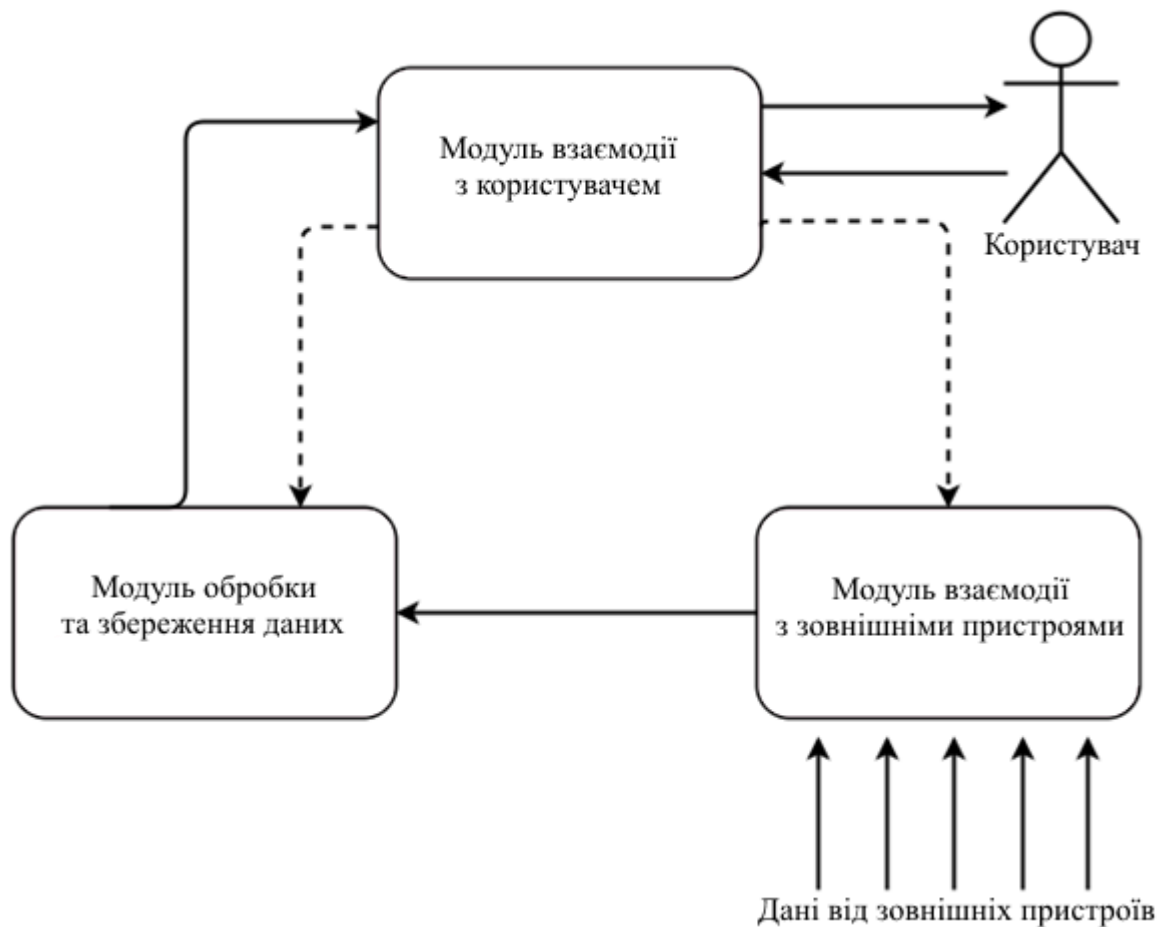 Модуль взаємодії
з користувачем
Користувач
Модуль обробки
та збереження даних
Модуль взаємодії
з зовнішніми пристроями
Дані від зовнішніх пристроїв